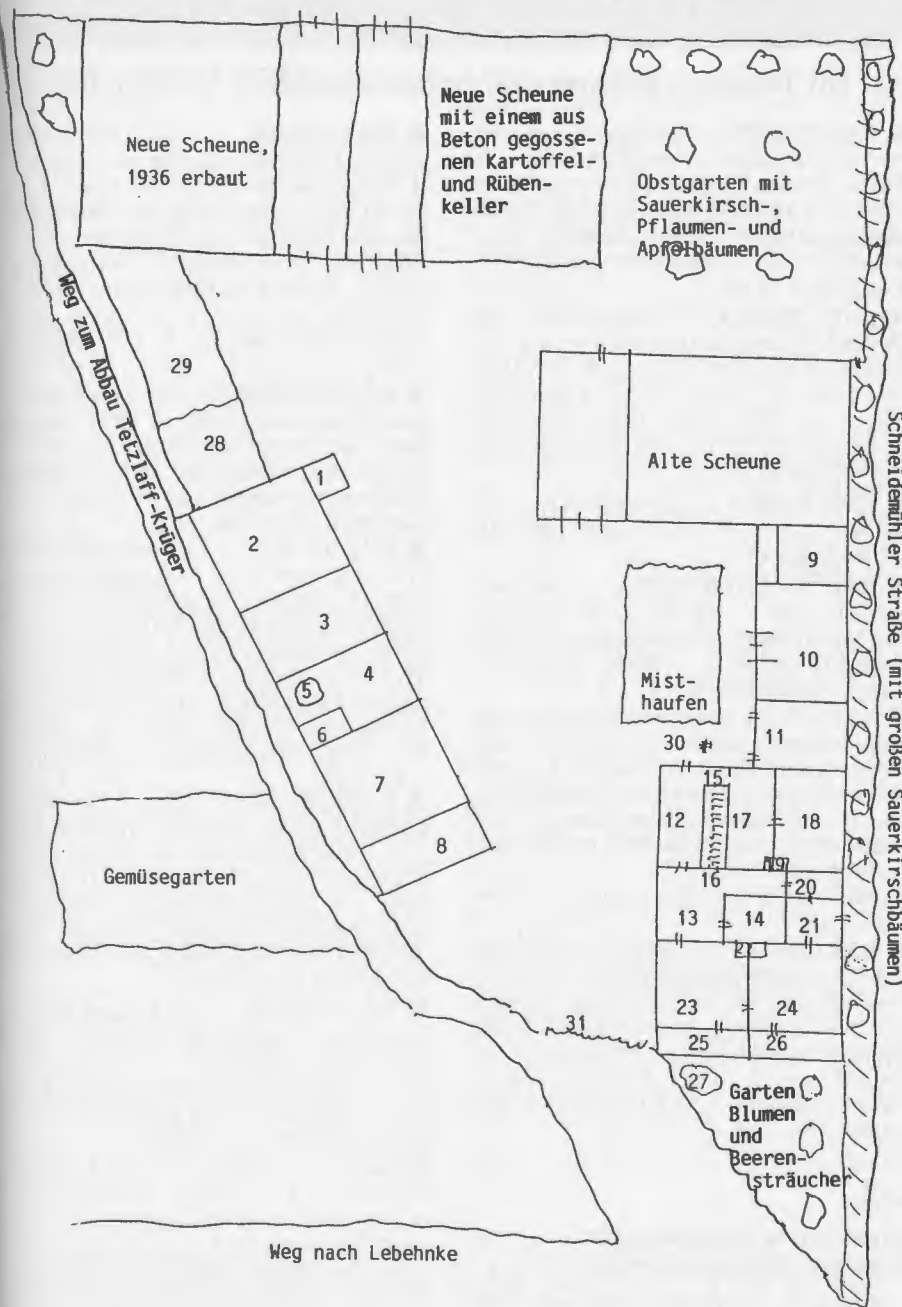 Neue Scheune,
1936 erbaut
Neue Scheune
mit einem aus
Beton gegosse-
nen Kartoffel-
und Rüben-
keller
Obstgarten mit
Sauerkirsch-,
Pflaumen- und
Apfelbäumen
Weg zum Abbau Tetzlaff-Krüger
29
28
1
2
3
4
5
6
7
8
Alte Scheune
9
10
11
Mist-
haufen
30
15
12
17
18
19
16
20
13
14
21
23
24
25
26
31
27
Schneidemühler Straße (mit großen Sauerkirschbäumen)
Gemüsegarten
Garten
Blumen
und
Beeren-
sträucher
Weg nach Lebehnke